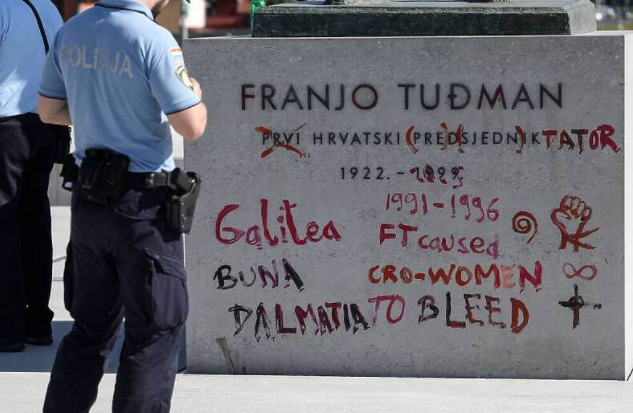 POLICIJA
FRANJO TUĐMAN
PRVI HRVATSKI (PREDSJEDNIK) TATOR
1922. - 1999.
1991-1996
Galilea
FT caused
BUNA
CRO-WOMEN ∞
DALMATIA TO BLEED